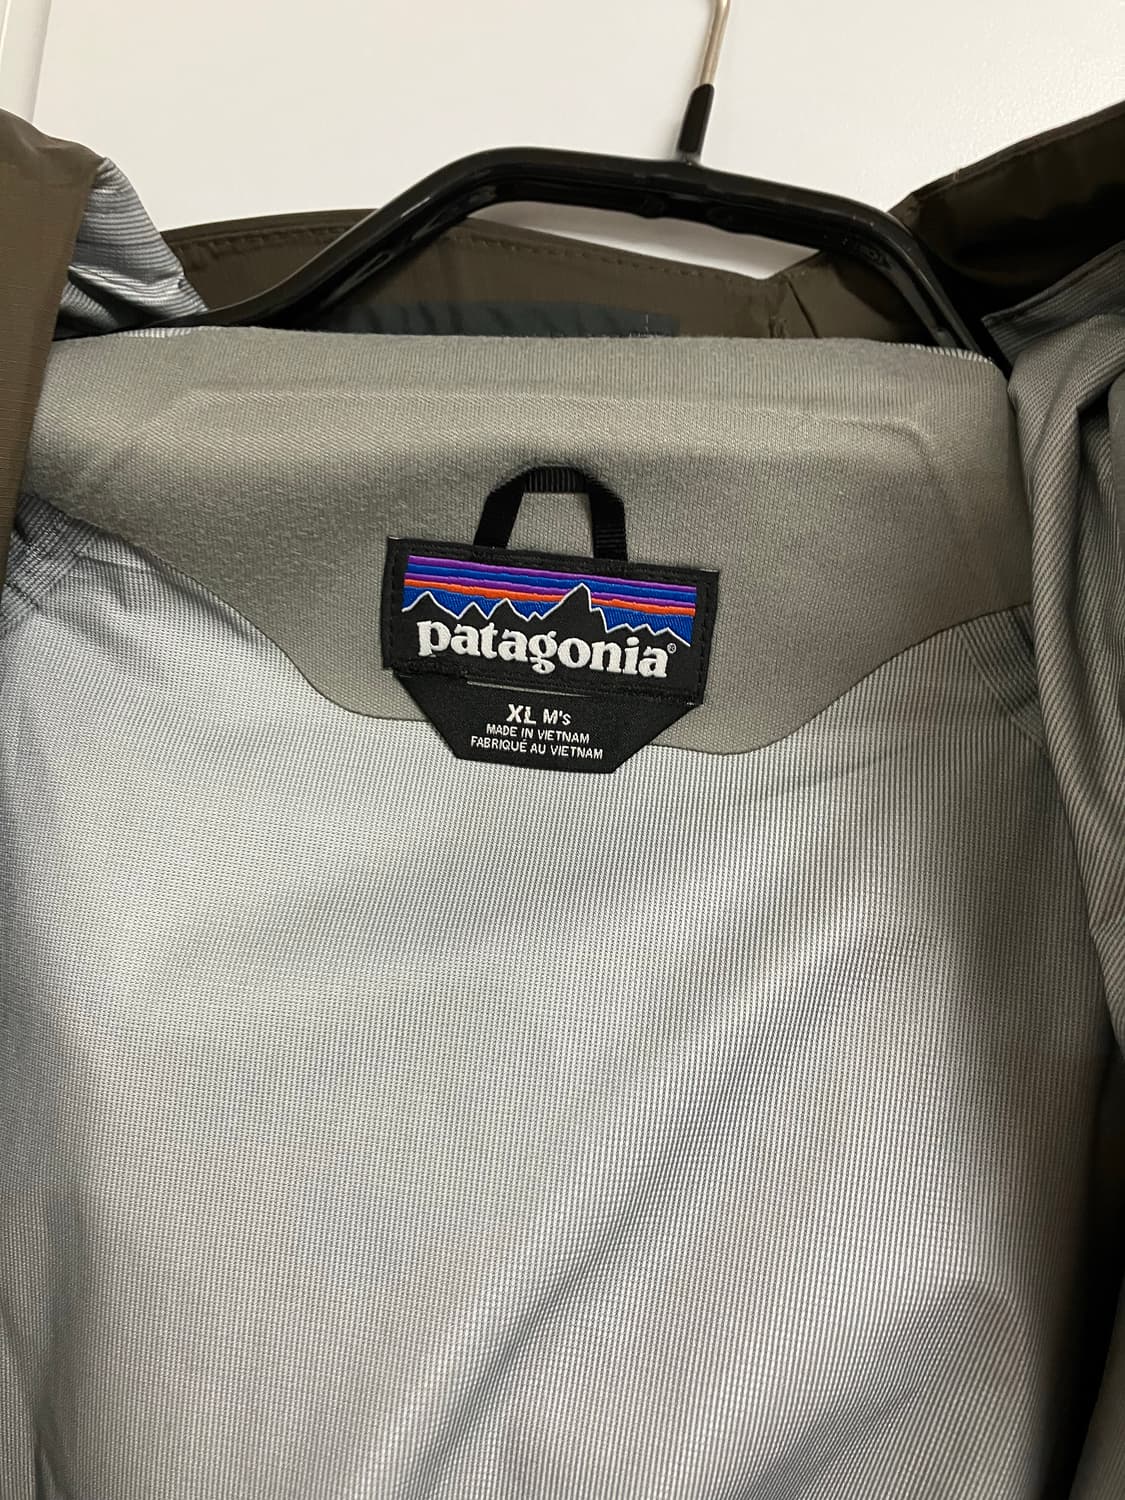 patagonia®
XL M's
MADE IN VIETNAM
FABRIQUÉ AU VIETNAM